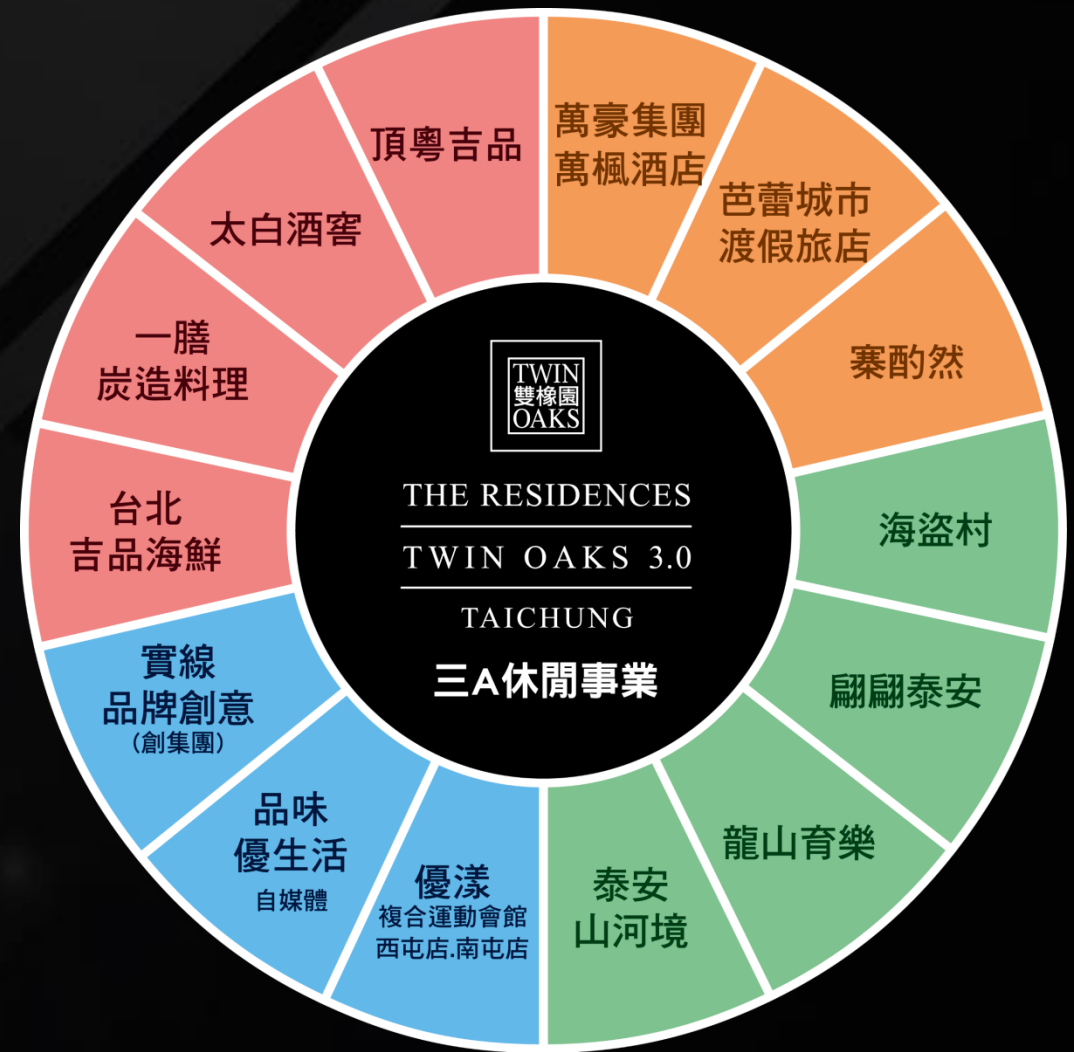 頂粵吉品
萬豪集團
萬楓酒店
芭蕾城市
渡假旅店
寨酌然
海盜村
翩翩泰安
龍山育樂
泰安
山河境
優漾
複合運動會館
西屯店.南屯店
品味
優生活
自媒體
實線
品牌創意
(創集團)
台北
吉品海鮮
一膳
炭造料理
太白酒窖
TWIN
雙橡園
OAKS
THE RESIDENCES
TWIN OAKS 3.0
TAICHUNG
三A休閒事業